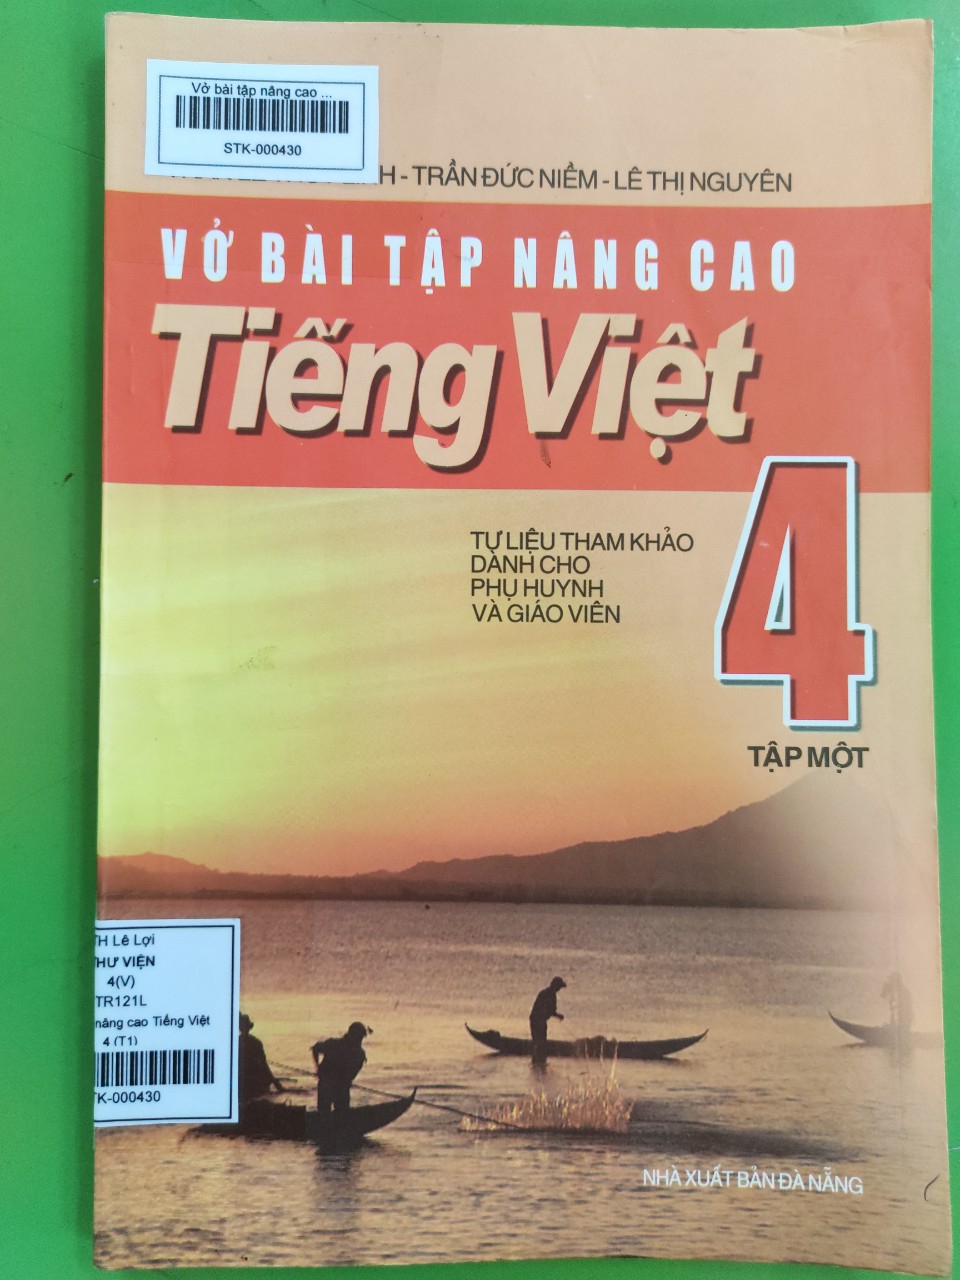 Vở bài tập nâng cao ...
STK-000430
- TRẦN ĐỨC NIỀM - LÊ THỊ NGUYÊN
VỞ BÀI TẬP NÂNG CAO
Tiếng Việt
4
TƯ LIỆU THAM KHẢO
DÀNH CHO
PHỤ HUYNH
VÀ GIÁO VIÊN
TẬP MỘT
TH Lê Lợi
THƯ VIỆN
4(V)
TR121L
nâng cao Tiếng Việt
4 (T1)
TK-000430
NHÀ XUẤT BẢN ĐÀ NẴNG